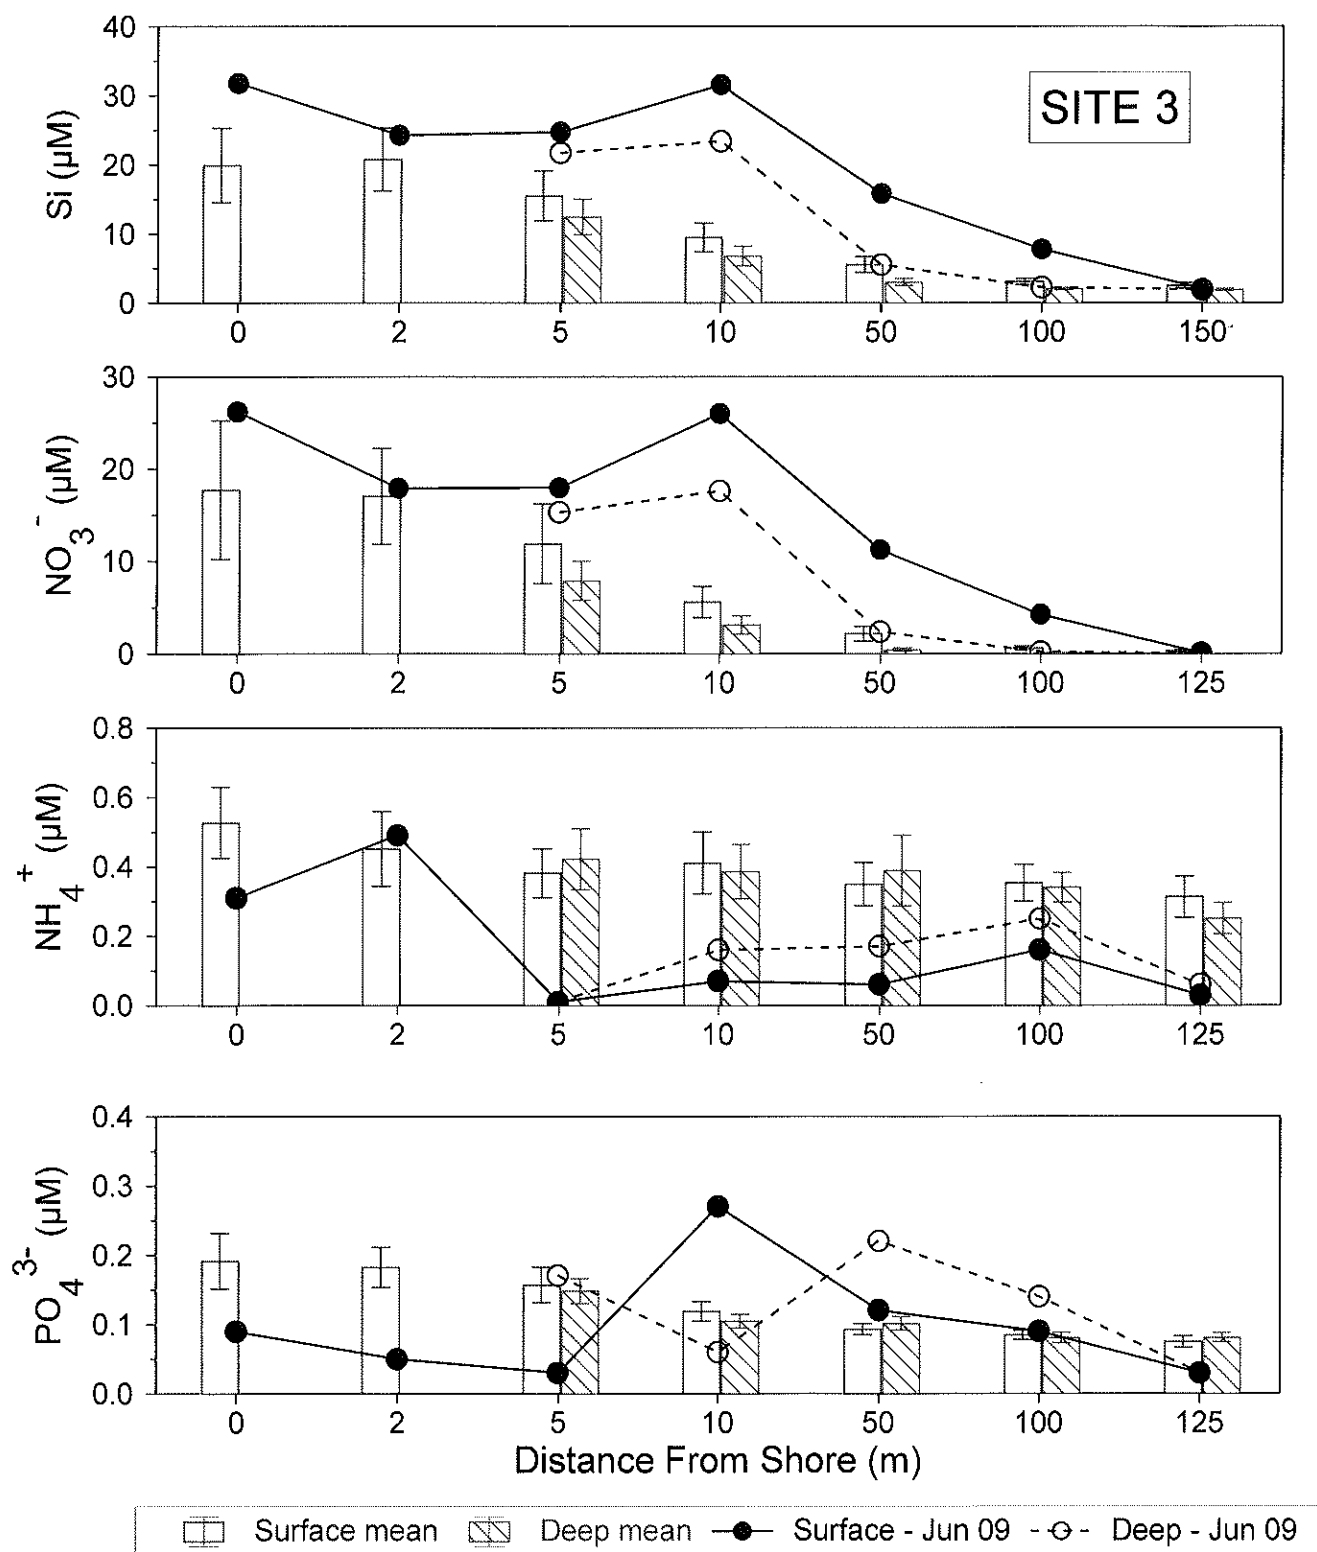 SITE 3
Si (µM)
40
30
20
10
0
0 2 5 10 50 100 150
NO3- (µM)
30
20
10
0
0 2 5 10 50 100 125
NH4+ (µM)
0.8
0.6
0.4
0.2
0.0
0 2 5 10 50 100 125
PO43- (µM)
0.4
0.3
0.2
0.1
0.0
0 2 5 10 50 100 125
Distance From Shore (m)
Surface mean Deep mean Surface - Jun 09 Deep - Jun 09